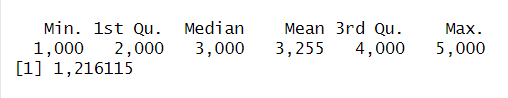 Min. 1st Qu. Median Mean 3rd Qu. Max.
1,000 2,000 3,000 3,255 4,000 5,000
[1] 1,216115